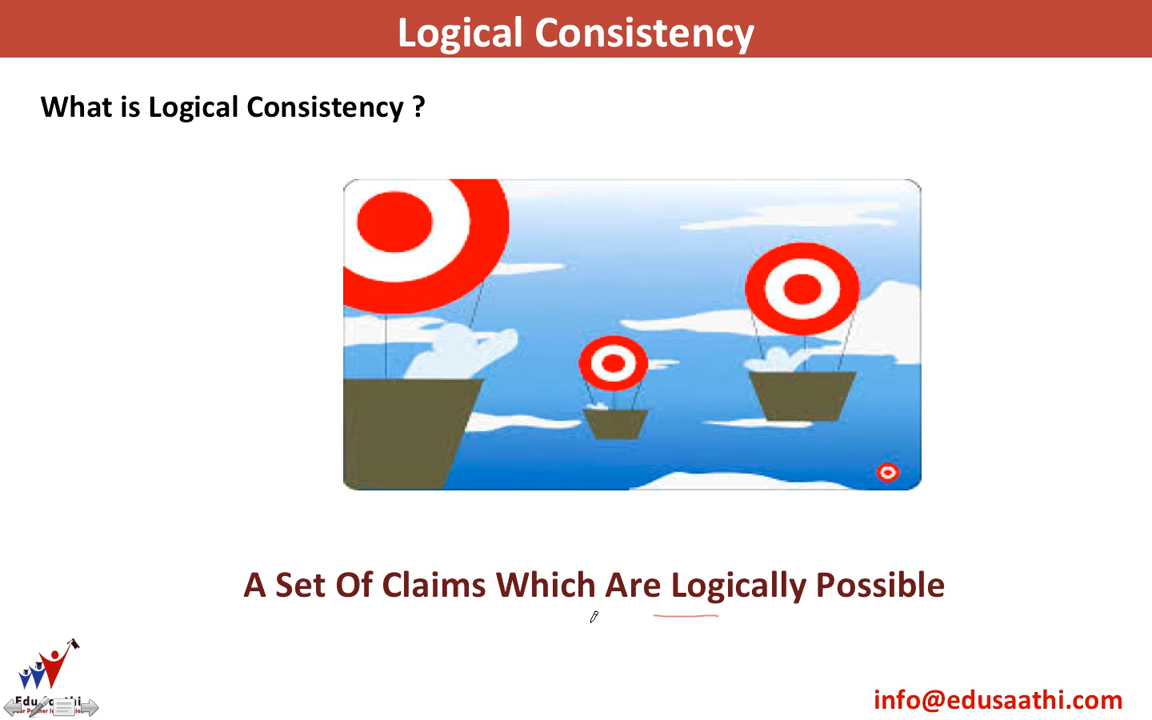 Logical Consistency
What is Logical Consistency ?
A Set Of Claims Which Are Logically Possible
info@edusaathi.com